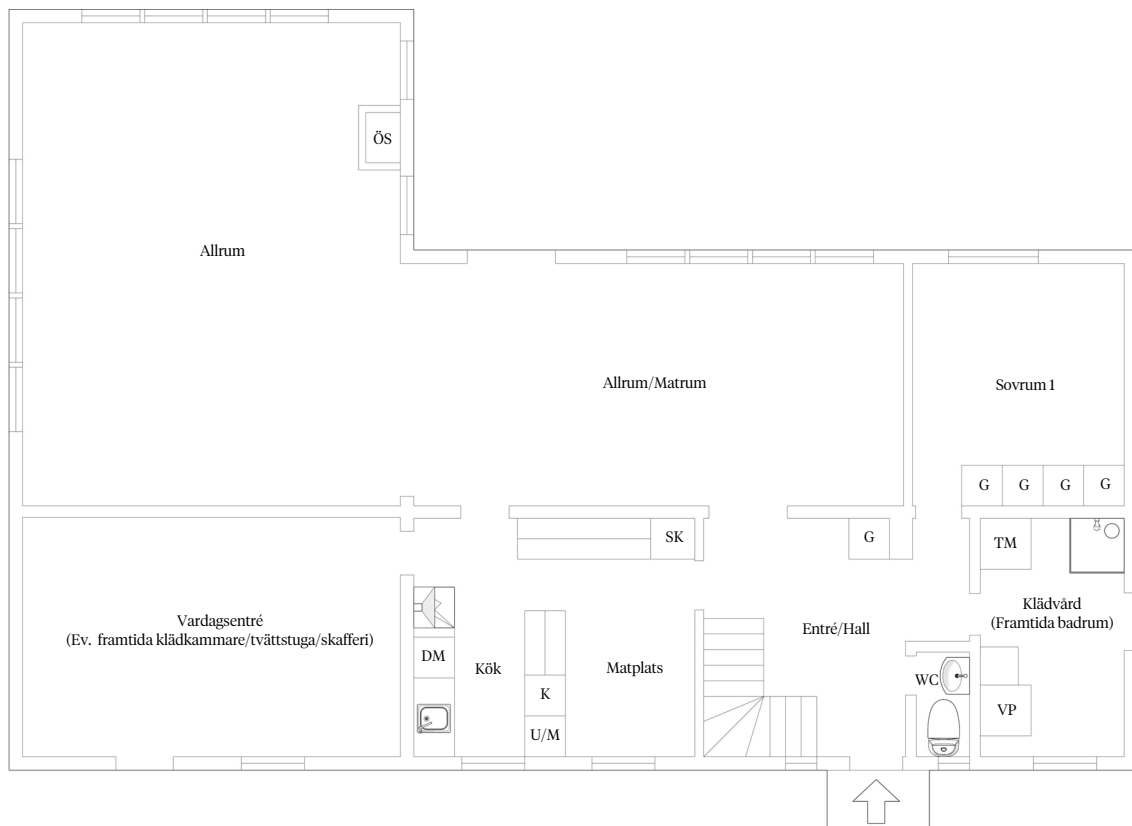 ÖS
Allrum
Allrum/Matrum
Sovrum 1
G G G G
SK
G
TM
Vardagsentré
(Ev. framtida klädkammare/tvättstuga/skafferi)
Entré/Hall
Klädvård
(Framtida badrum)
DM
Kök
Matplats
WC
K
VP
U/M